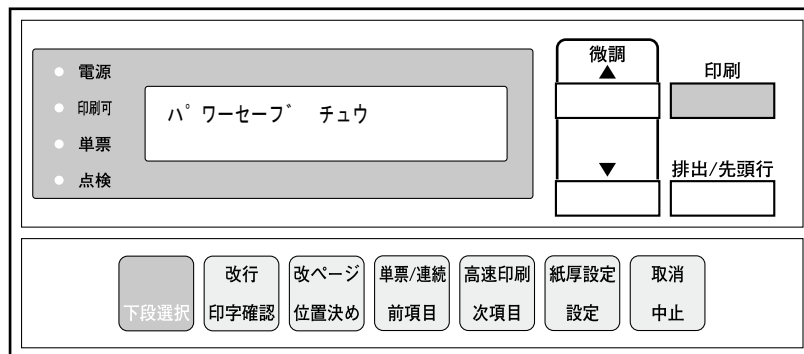 電源
印刷可
単票
点検
ハ゜ワーセーフ゛ チュウ
微調
▲
▼
印刷
排出/先頭行
下段選択
改行
印字確認
改ページ
位置決め
単票/連続
前項目
高速印刷
次項目
紙厚設定
設定
取消
中止